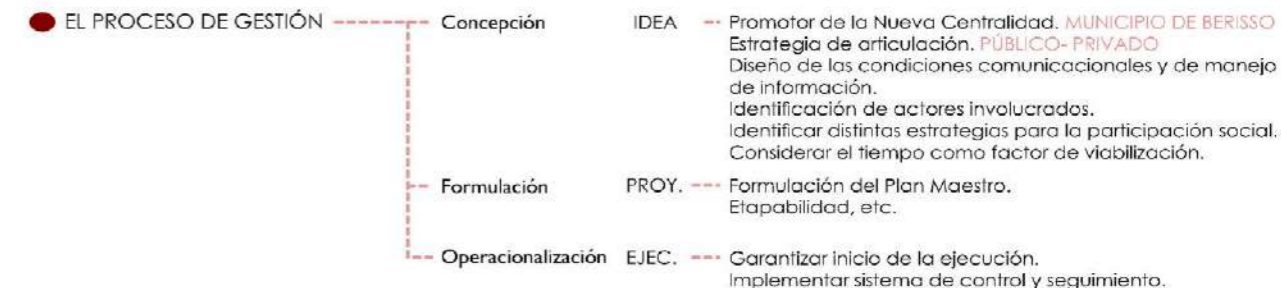 EL PROCESO DE GESTIÓN
Concepción IDEA Promotor de la Nueva Centralidad. MUNICIPIO DE BERISSO
Estrategia de articulación. PÚBLICO- PRIVADO
Diseño de las condiciones comunicacionales y de manejo
de información.
Identificación de actores involucrados.
Identificar distintas estrategias para la participación social.
Considerar el tiempo como factor de viabilización.
Formulación PROY. Formulación del Plan Maestro.
Etapabilidad, etc.
Operacionalización EJEC. Garantizar inicio de la ejecución.
Implementar sistema de control y seguimiento.